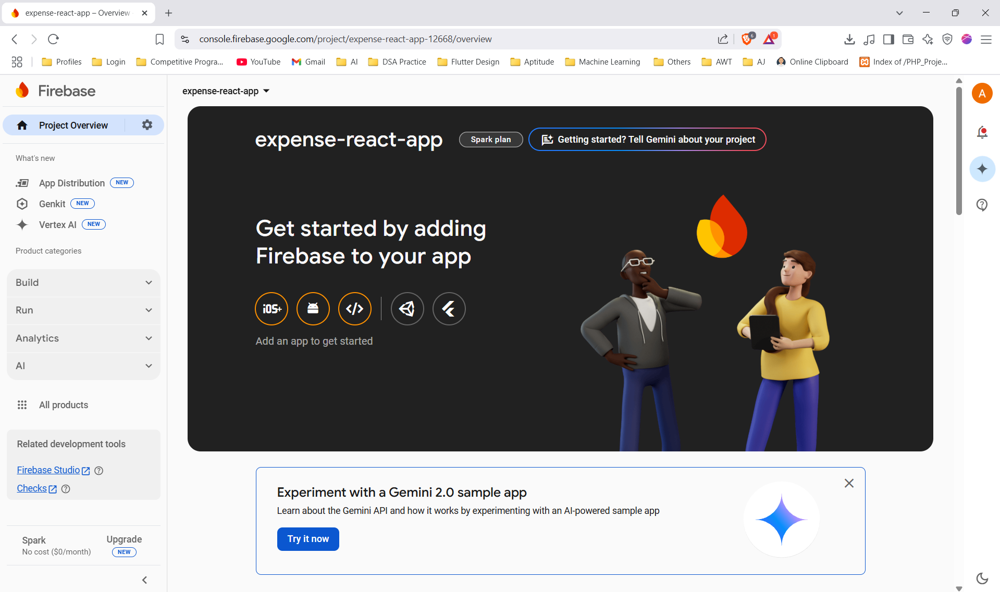 expense-react-app – Overview
console.firebase.google.com/project/expense-react-app-12668/overview
6
1
Profiles
Login
Competitive Progra...
YouTube
Gmail
AI
DSA Practice
Flutter Design
Aptitude
Machine Learning
Others
AWT
AJ
Online Clipboard
Index of /PHP_Proje...
Firebase
Project Overview
What's new
App Distribution NEW
Genkit NEW
Vertex AI NEW
Product categories
Build
Run
Analytics
AI
All products
Related development tools
Firebase Studio
Checks
Spark
No cost ($0/month)
Upgrade
NEW
expense-react-app
expense-react-app
Spark plan
Getting started? Tell Gemini about your project
Get started by adding
Firebase to your app
iOS+
Add an app to get started
Experiment with a Gemini 2.0 sample app
Learn about the Gemini API and how it works by experimenting with an AI-powered sample app
Try it now
A